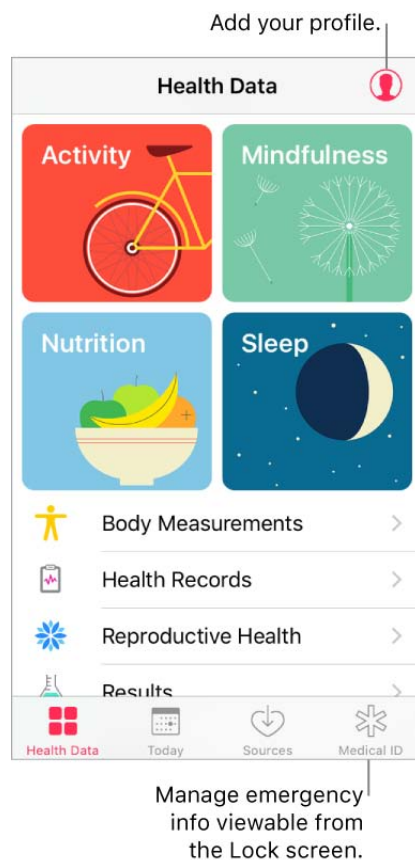 Add your profile.
Health Data
Activity
Mindfulness
Nutrition
Sleep
Body Measurements
Health Records
Reproductive Health
Results
Health Data
Today
Sources
Medical ID
Manage emergency
info viewable from
the Lock screen.